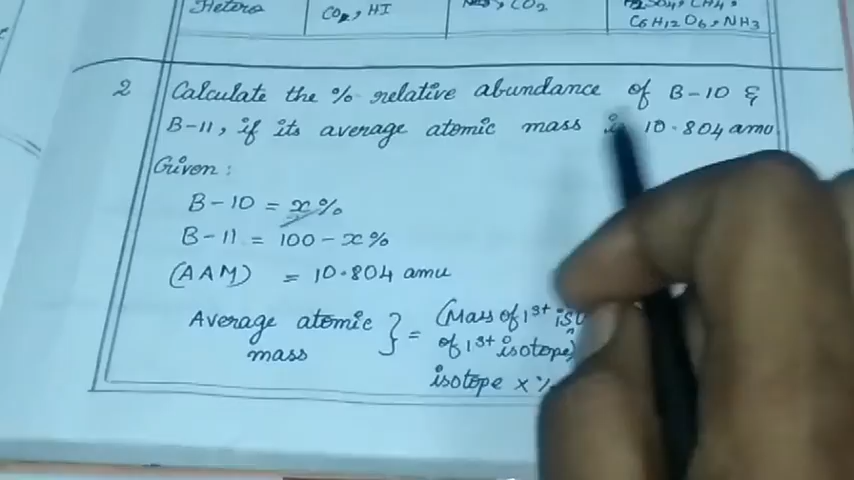 Hetero CO₂, HI CO2 H2SO4, CH4,
C6H12O6, NH3
2 Calculate the % relative abundance of B-10 &
B-11, if its average atomic mass is 10.804 amu
Given:
B-10 = x%
B-11 = 100 - x%
(AAM) = 10.804 amu
Average atomic mass } = (Mass of 1st
of 1st isotope)
isotope x %